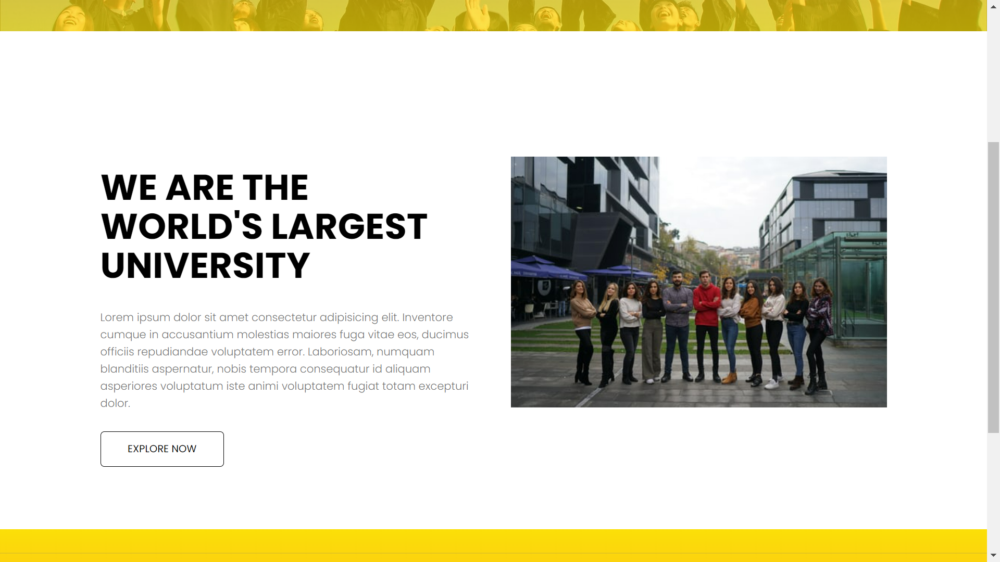 WE ARE THE
WORLD'S LARGEST
UNIVERSITY
Lorem ipsum dolor sit amet consectetur adipisicing elit. Inventore
cumque in accusantium molestias maiores fuga vitae eos, ducimus
officiis repudiandae voluptatem error. Laboriosam, numquam
blanditiis aspernatur, nobis tempora consequatur id aliquam
asperiores voluptatum iste animi voluptatem fugiat totam excepturi
dolor.
EXPLORE NOW